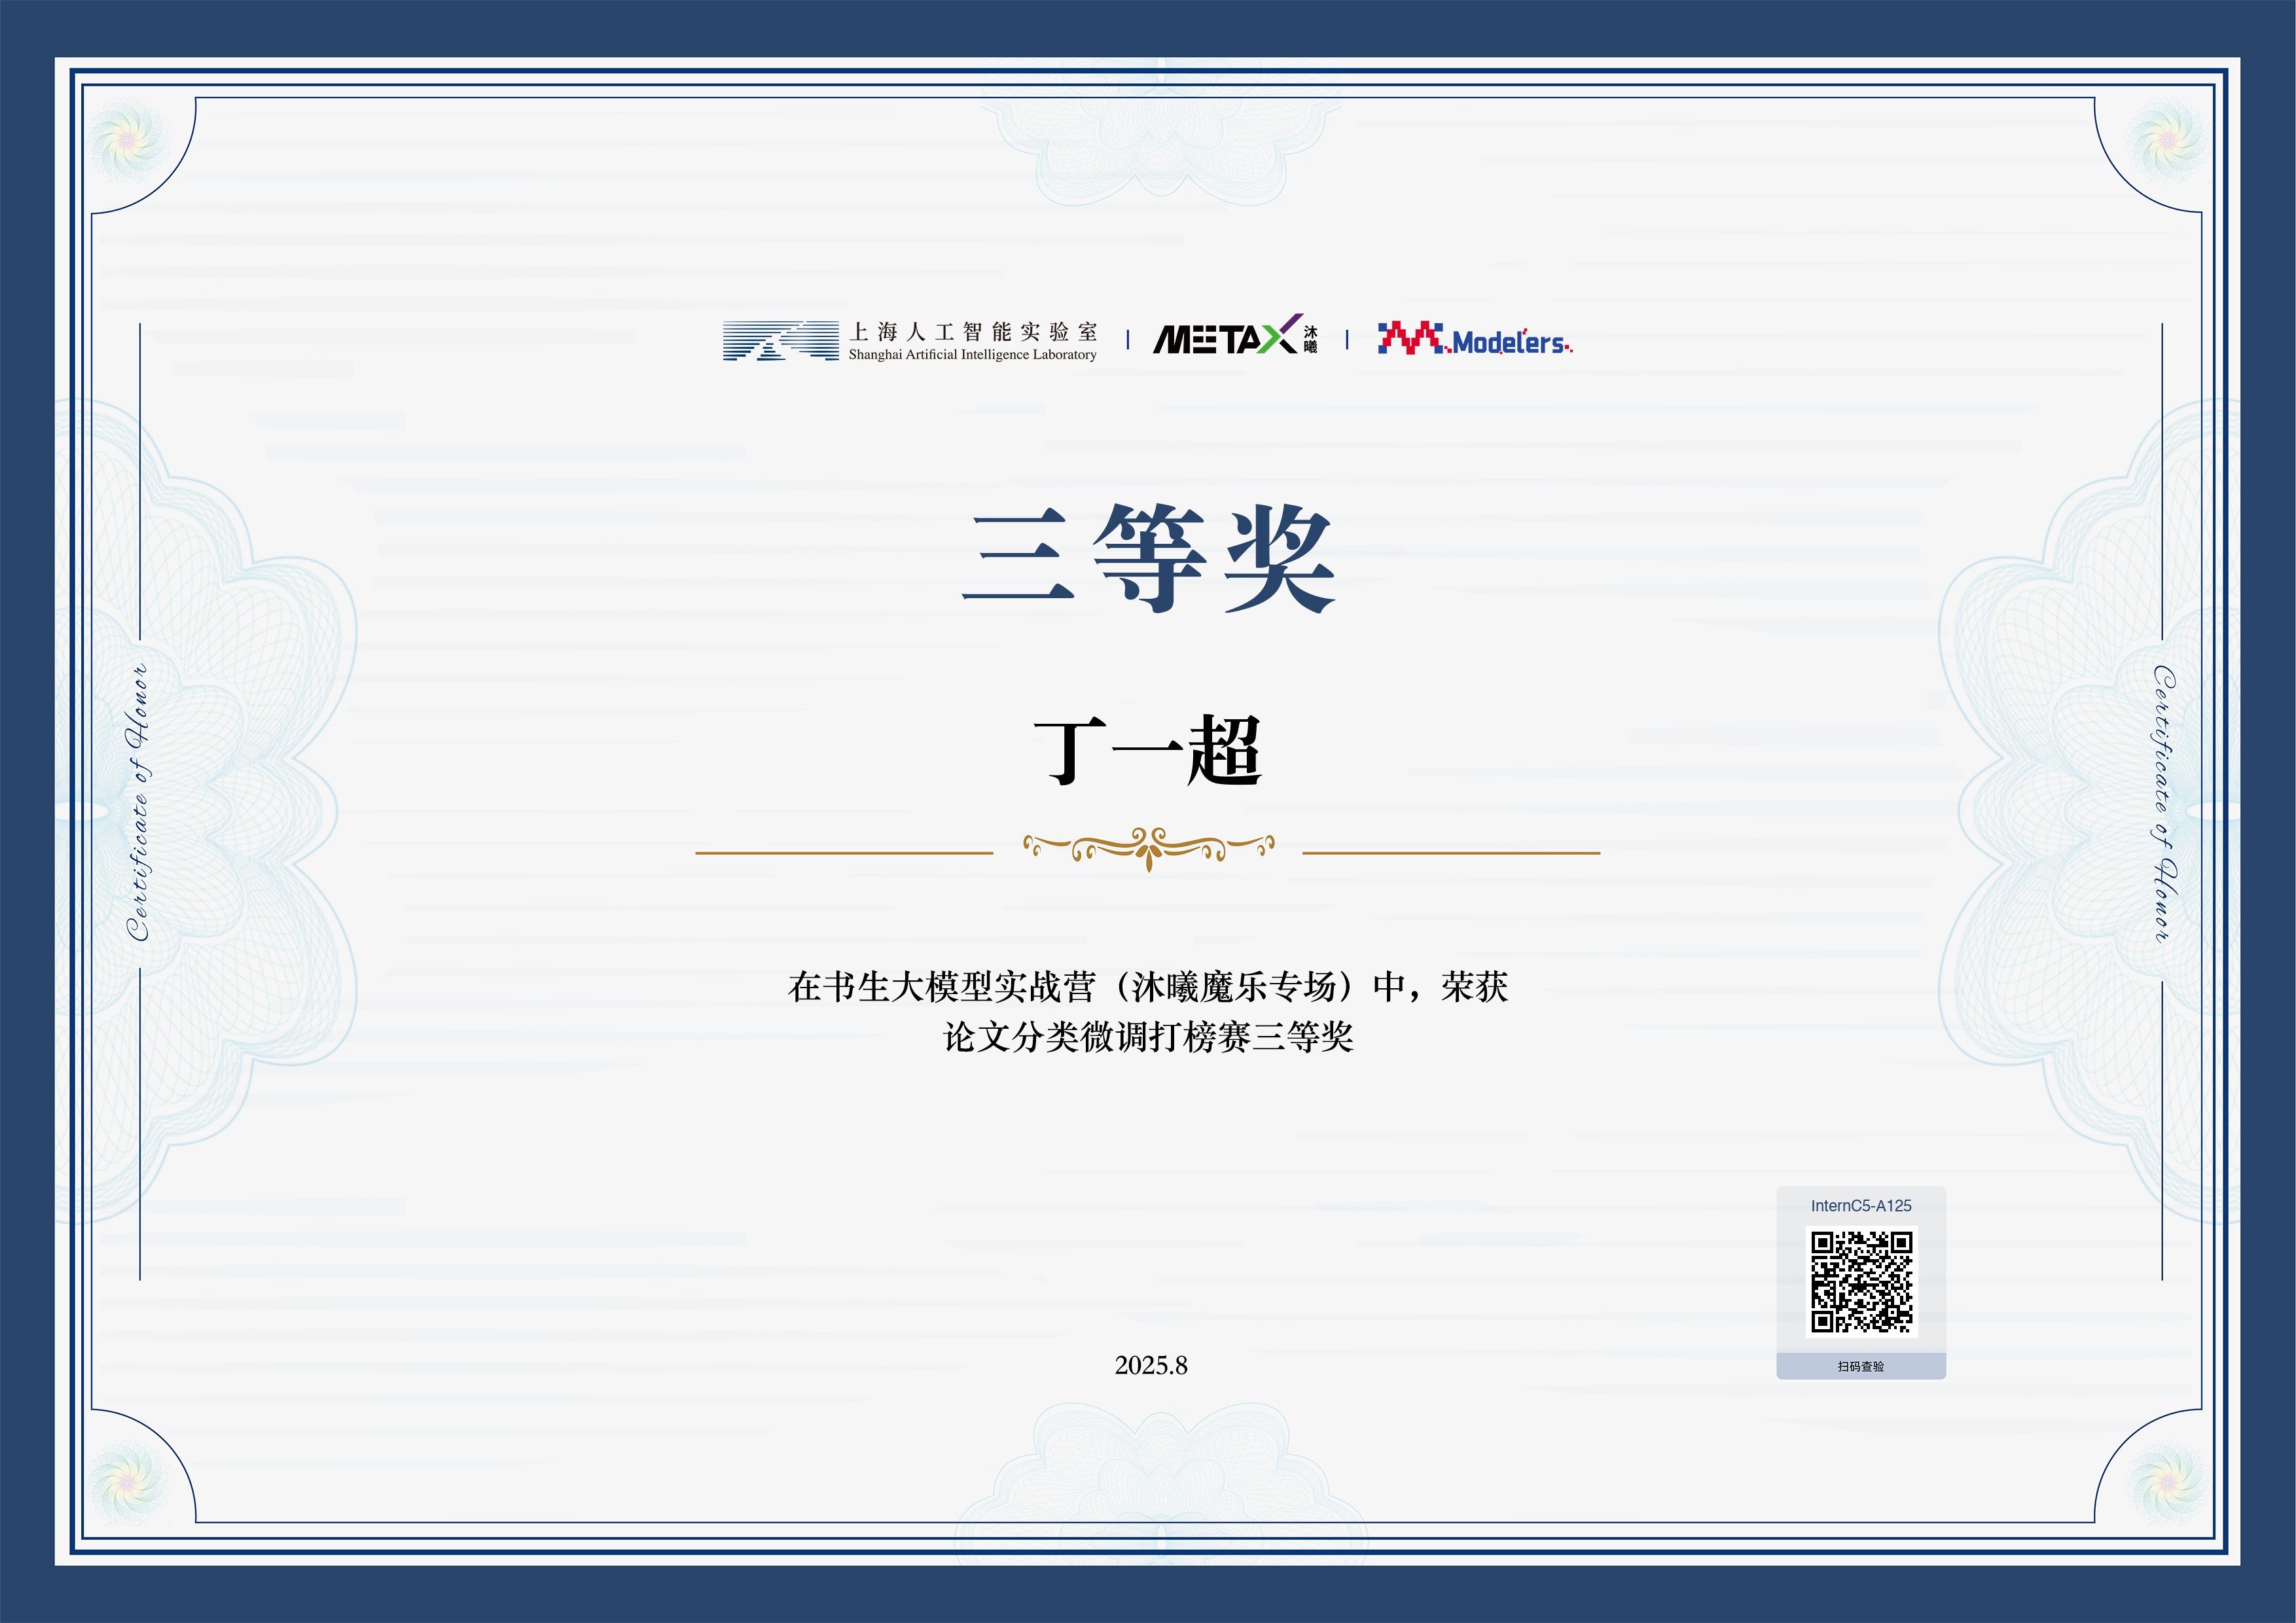 上海人工智能实验室
Shanghai Artificial Intelligence Laboratory
METAX 沐曦
Modelers
三等奖
丁一超
Certificate of Honor
Certificate of Honor
在书生大模型实战营（沐曦魔乐专场）中，荣获
论文分类微调打榜赛三等奖
InternC5-A125
扫码查验
2025.8